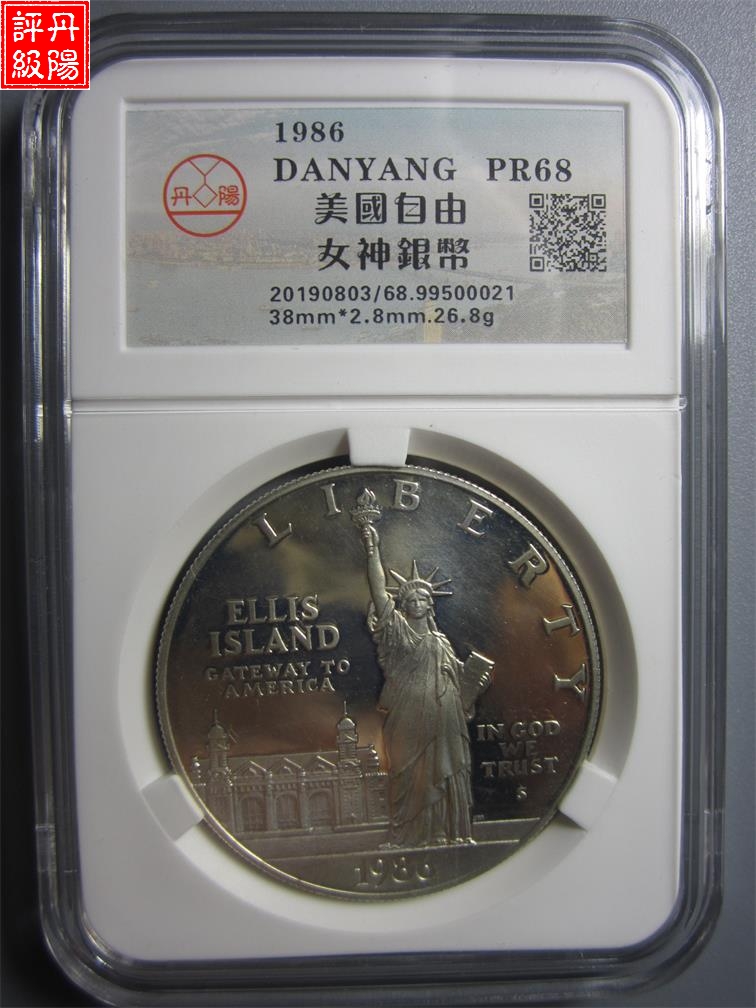 丹陽
評級
1986
DANYANG PR68
丹 陽
美國自由
女神銀幣
20190803/68.99500021
38mm*2.8mm.26.8g
LIBERTY
ELLIS
ISLAND
GATEWAY TO
AMERICA
IN GOD
WE
TRUST
S
1986